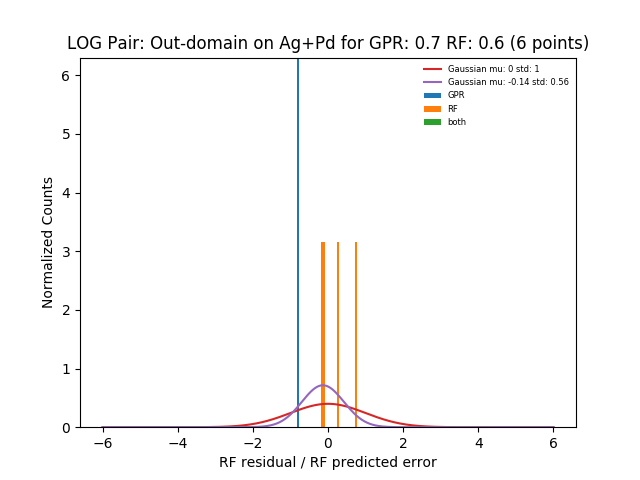 LOG Pair: Out-domain on Ag+Pd for GPR: 0.7 RF: 0.6 (6 points)
Gaussian mu: 0 std: 1
Gaussian mu: -0.14 std: 0.56
GPR
RF
both
Normalized Counts
6
5
4
3
2
1
0
−6 −4 −2 0 2 4 6
RF residual / RF predicted error